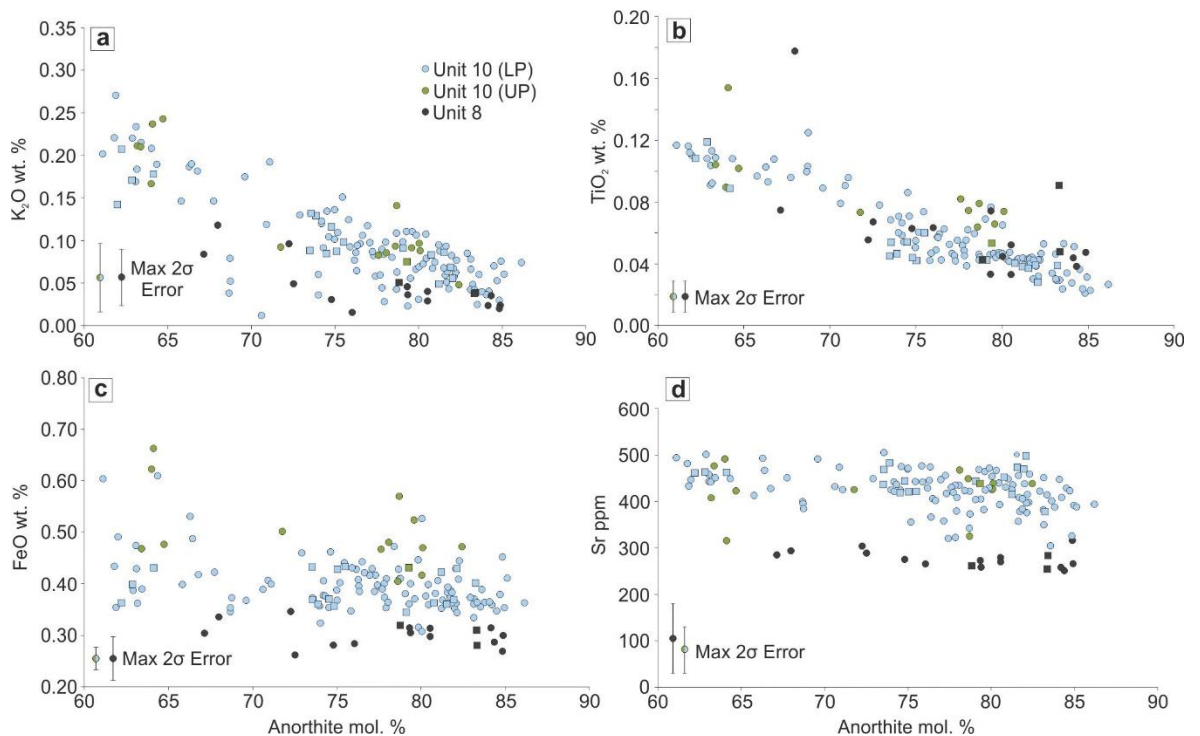 a
K₂O wt. %
0.35
0.30
0.25
0.20
0.15
0.10
0.05
0.00
60 65 70 75 80 85 90
Unit 10 (LP)
Unit 10 (UP)
Unit 8
Max 2σ
Error
b
TiO₂ wt. %
0.20
0.16
0.12
0.08
0.04
0.00
60 65 70 75 80 85 90
Max 2σ Error
c
FeO wt. %
0.80
0.70
0.60
0.50
0.40
0.30
0.20
60 65 70 75 80 85 90
Max 2σ Error
Anorthite mol. %
d
Sr ppm
600
500
400
300
200
100
0
60 65 70 75 80 85 90
Max 2σ Error
Anorthite mol. %